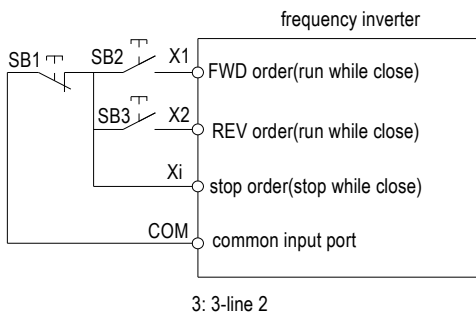 frequency inverter
SB1
SB2
X1
FWD order(run while close)
SB3
X2
REV order(run while close)
Xi
stop order(stop while close)
COM
common input port
3: 3-line 2